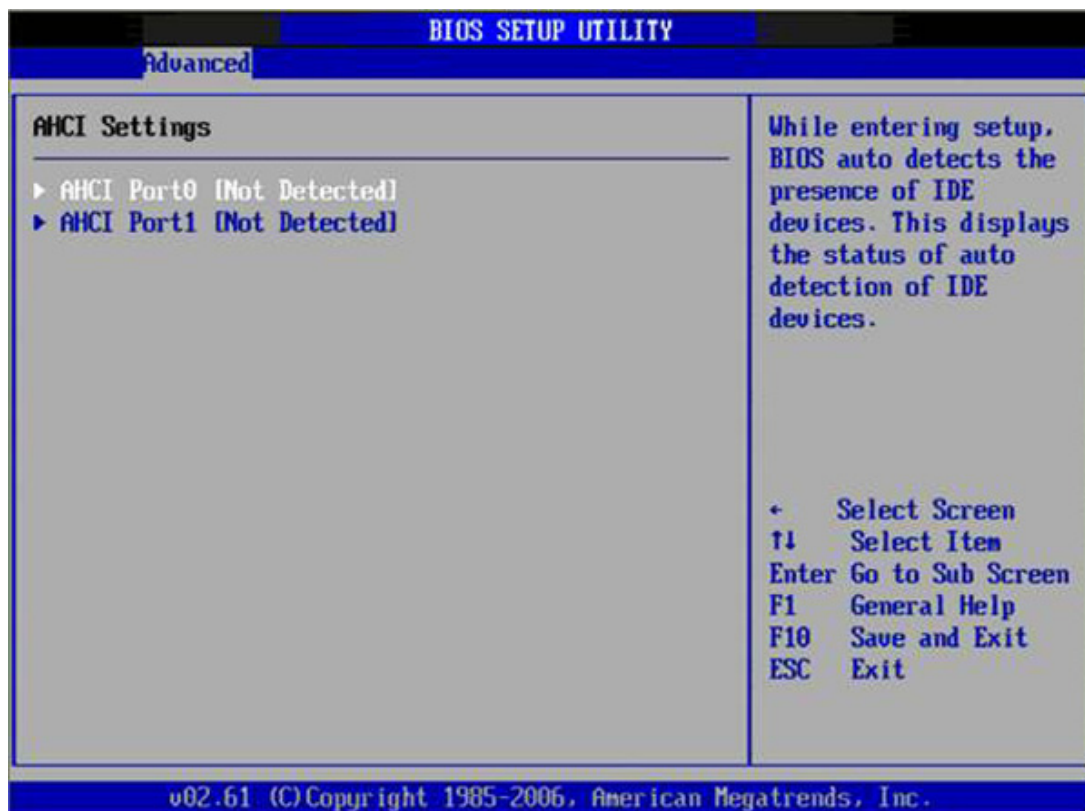 BIOS SETUP UTILITY
Advanced
AHCI Settings
▶ AHCI Port0 [Not Detected]
▶ AHCI Port1 [Not Detected]
While entering setup,
BIOS auto detects the
presence of IDE
devices. This displays
the status of auto
detection of IDE
devices.
← Select Screen
↑↓ Select Item
Enter Go to Sub Screen
F1 General Help
F10 Save and Exit
ESC Exit
v02.61 (C)Copyright 1985-2006, American Megatrends, Inc.